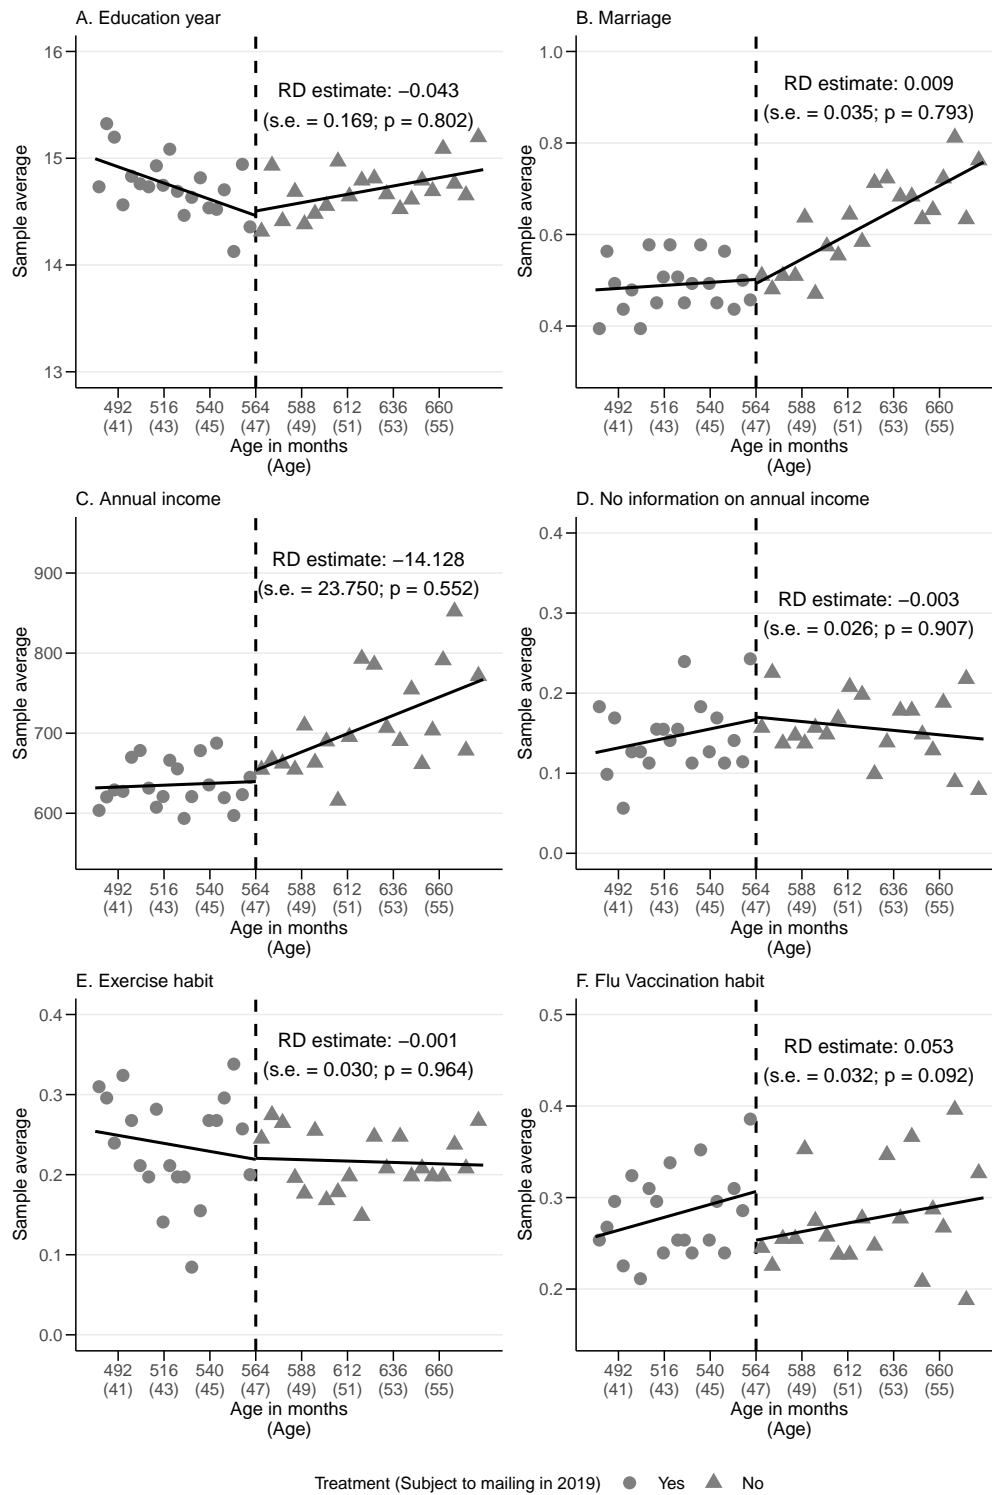 A. Education year
RD estimate: −0.043
(s.e. = 0.169; p = 0.802)
16
15
14
13
Sample average
492 516 540 564 588 612 636 660
(41) (43) (45) (47) (49) (51) (53) (55)
Age in months
(Age)
B. Marriage
RD estimate: 0.009
(s.e. = 0.035; p = 0.793)
1.0
0.8
0.6
0.4
Sample average
492 516 540 564 588 612 636 660
(41) (43) (45) (47) (49) (51) (53) (55)
Age in months
(Age)
C. Annual income
RD estimate: −14.128
(s.e. = 23.750; p = 0.552)
900
800
700
600
Sample average
492 516 540 564 588 612 636 660
(41) (43) (45) (47) (49) (51) (53) (55)
Age in months
(Age)
D. No information on annual income
RD estimate: −0.003
(s.e. = 0.026; p = 0.907)
0.4
0.3
0.2
0.1
0.0
Sample average
492 516 540 564 588 612 636 660
(41) (43) (45) (47) (49) (51) (53) (55)
Age in months
(Age)
E. Exercise habit
RD estimate: −0.001
(s.e. = 0.030; p = 0.964)
0.4
0.3
0.2
0.1
0.0
Sample average
492 516 540 564 588 612 636 660
(41) (43) (45) (47) (49) (51) (53) (55)
Age in months
(Age)
F. Flu Vaccination habit
RD estimate: 0.053
(s.e. = 0.032; p = 0.092)
0.5
0.4
0.3
0.2
Sample average
492 516 540 564 588 612 636 660
(41) (43) (45) (47) (49) (51) (53) (55)
Age in months
(Age)
Treatment (Subject to mailing in 2019) Yes No